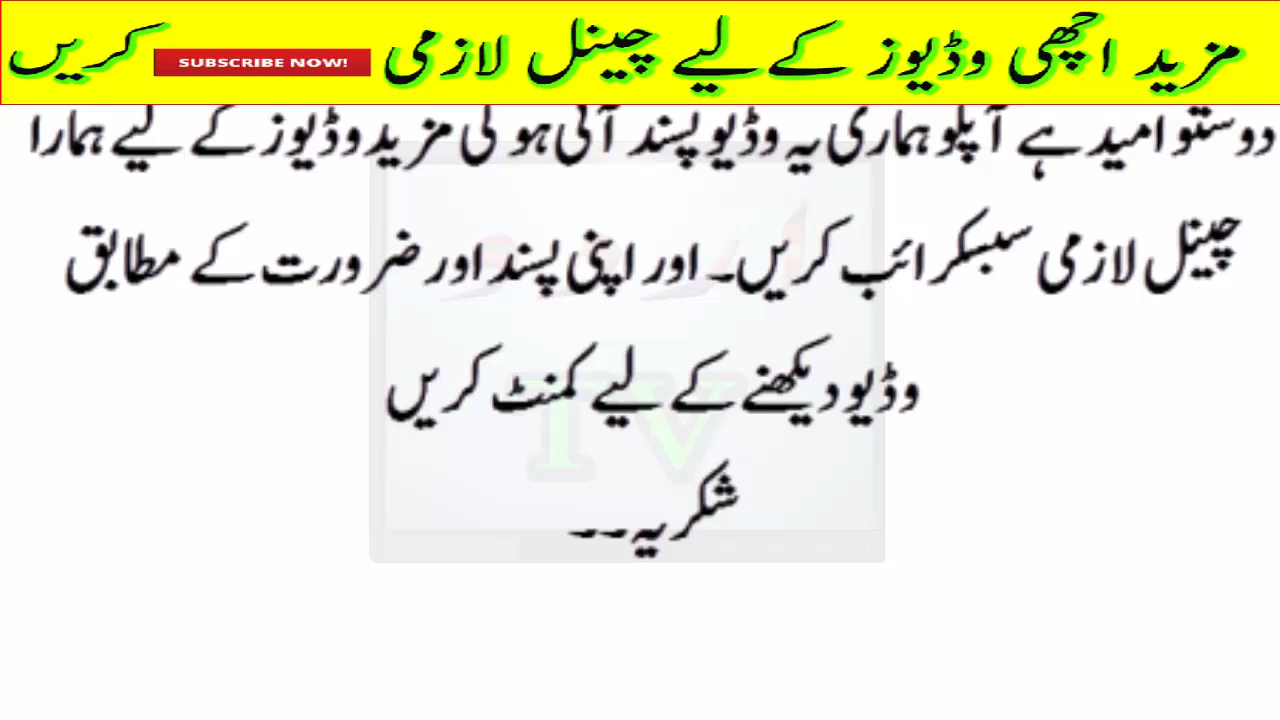 مزید اچھی وڈیوز کے لیے چینل لازمی SUBSCRIBE NOW! کریں
دوستو امید ہے آپکو ہماری یہ وڈیو پسند آئی ہو گی مزید وڈیوز کے لیے ہمارا
چینل لازمی سبسکرائب کریں۔ اور اپنی پسند اور ضرورت کے مطابق
وڈیو دیکھنے کے لیے کمنٹ کریں
شکریہ۔۔۔
اردو
TV